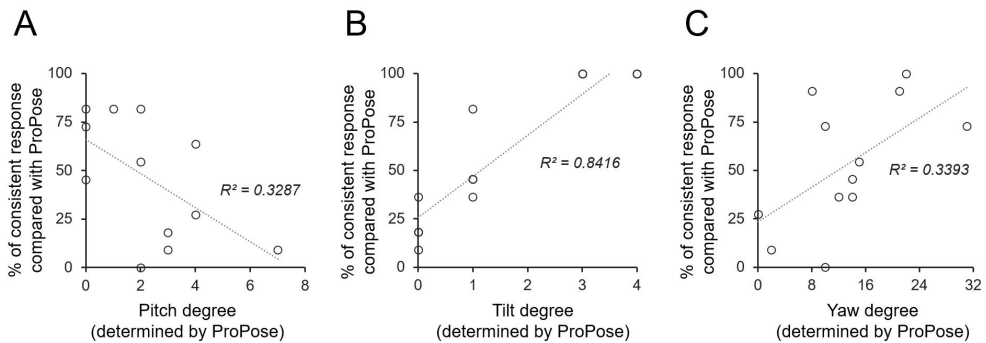 A
B
C
% of consistent response
compared with ProPose
100
75
50
25
0
R² = 0.3287
0 2 4 6 8
Pitch degree
(determined by ProPose)
% of consistent response
compared with ProPose
100
75
50
25
0
R² = 0.8416
0 1 2 3 4
Tilt degree
(determined by ProPose)
% of consistent response
compared with ProPose
100
75
50
25
0
R² = 0.3393
0 8 16 24 32
Yaw degree
(determined by ProPose)